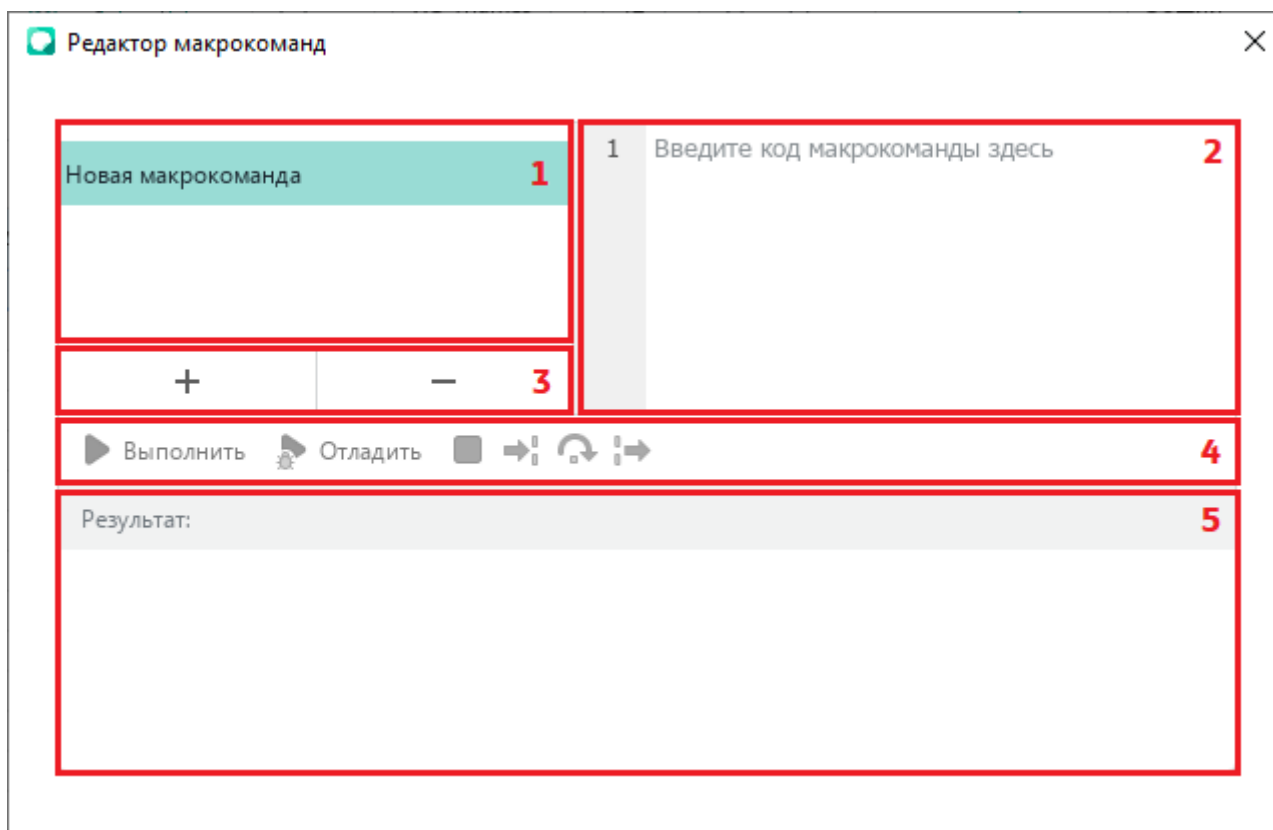 Редактор макрокоманд
Новая макрокоманда 1
1 Введите код макрокоманды здесь 2
+ − 3
Выполнить Отладить 4
Результат: 5